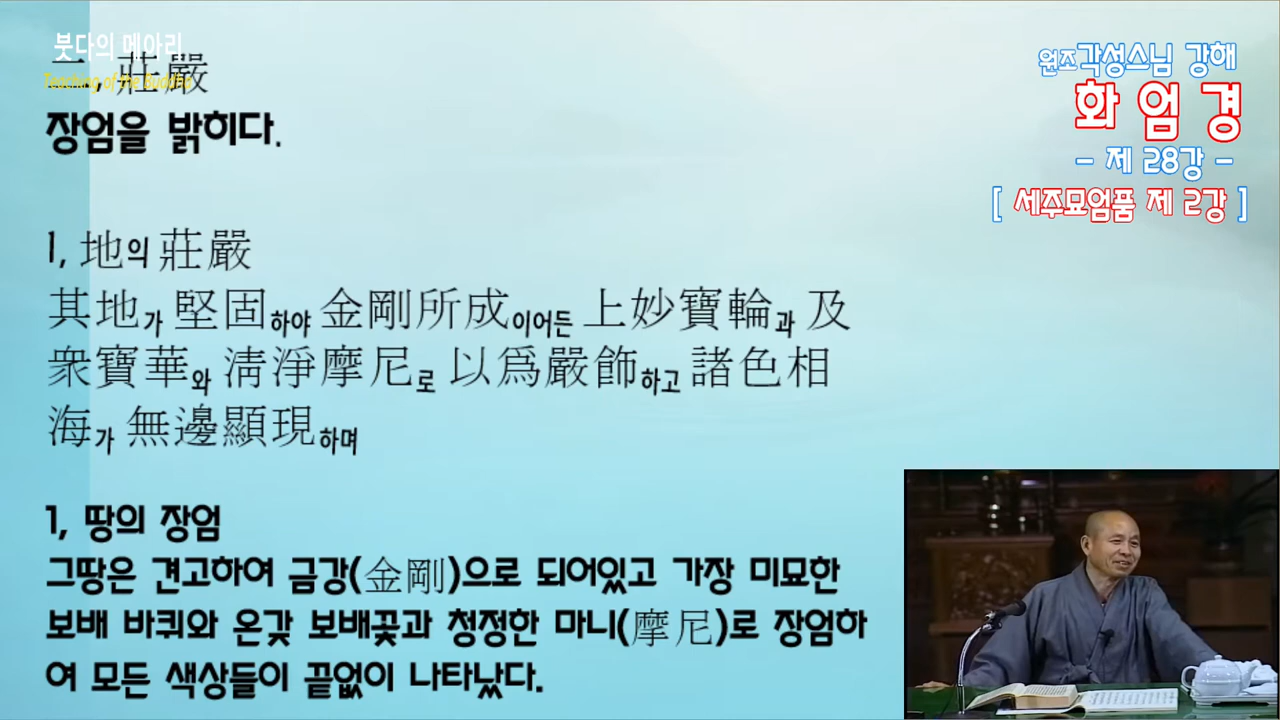 붓다의 메아리
Teaching of the Buddha
二, 莊嚴
장엄을 밝히다.
원조각성스님 강해
화 엄 경
- 제 28강 -
[ 세주묘엄품 제 2강 ]
1, 地의 莊嚴
其地가 堅固하야 金剛所成이어든 上妙寶輪과 及
衆寶華와 淸淨摩尼로 以爲嚴飾하고 諸色相
海가 無邊顯現하며
1, 땅의 장엄
그땅은 견고하여 금강(金剛)으로 되어있고 가장 미묘한
보배 바퀴와 온갖 보배꽃과 청정한 마니(摩尼)로 장엄하
여 모든 색상들이 끝없이 나타났다.